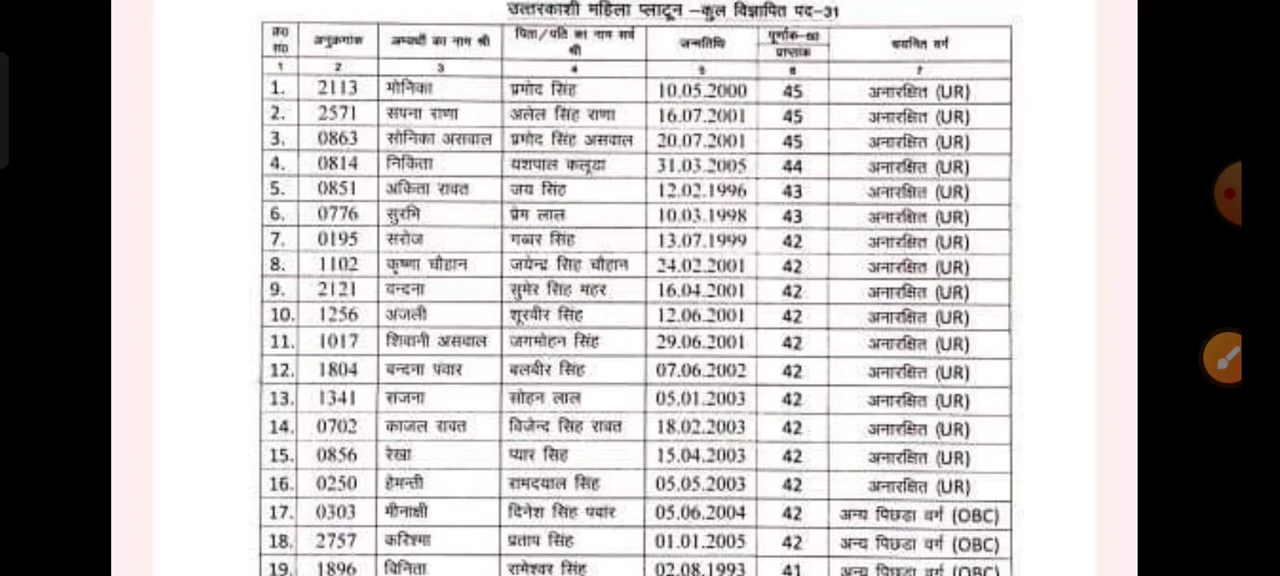 उत्तरकाशी महिला प्लाटून –कुल विज्ञापित पद–31
क्र० सं० अनुक्रमांक अभ्यर्थी का नाम श्री पिता/पति का नाम सर्व श्री जन्मतिथि पूर्णांक–60 प्राप्तांक चयनित वर्ग
1 2 3 4 5 6 7
1. 2113 मोनिका प्रमोद सिंह 10.05.2000 45 अनारक्षित (UR)
2. 2571 सपना राणा अलेल सिंह राणा 16.07.2001 45 अनारक्षित (UR)
3. 0863 सोनिका असवाल प्रमोद सिंह असवाल 20.07.2001 45 अनारक्षित (UR)
4. 0814 निकिता यशपाल कलूडा 31.03.2005 44 अनारक्षित (UR)
5. 0851 अंकिता रावत जय सिंह 12.02.1996 43 अनारक्षित (UR)
6. 0776 सुरभि प्रेम लाल 10.03.1998 43 अनारक्षित (UR)
7. 0195 सरोज गब्बर सिंह 13.07.1999 42 अनारक्षित (UR)
8. 1102 कृष्णा चौहान जयेन्द्र सिंह चौहान 24.02.2001 42 अनारक्षित (UR)
9. 2121 वन्दना सुमेर सिंह महर 16.04.2001 42 अनारक्षित (UR)
10. 1256 अंजली शूरवीर सिंह 12.06.2001 42 अनारक्षित (UR)
11. 1017 शिवानी असवाल जगमोहन सिंह 29.06.2001 42 अनारक्षित (UR)
12. 1804 बन्दना पंवार बलवीर सिंह 07.06.2002 42 अनारक्षित (UR)
13. 1341 संजना सोहन लाल 05.01.2003 42 अनारक्षित (UR)
14. 0702 काजल रावत विजेन्द सिंह रावत 18.02.2003 42 अनारक्षित (UR)
15. 0856 रेखा प्यार सिंह 15.04.2003 42 अनारक्षित (UR)
16. 0250 हेमन्ती रामदयाल सिंह 05.05.2003 42 अनारक्षित (UR)
17. 0303 मीनाक्षी दिनेश सिंह पंवार 05.06.2004 42 अन्य पिछडा वर्ग (OBC)
18. 2757 करिश्मा प्रताप सिंह 01.01.2005 42 अन्य पिछडा वर्ग (OBC)
19. 1896 विनिता रामेश्वर सिंह 02.08.1993 41 अन्य पिछडा वर्ग (OBC)